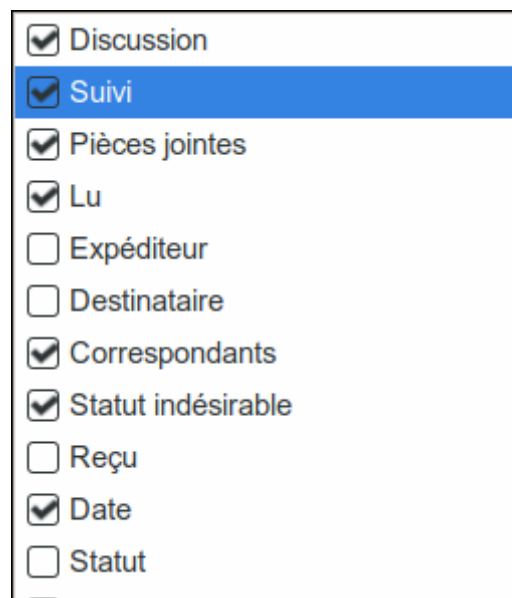 Discussion
Suivi
Pièces jointes
Lu
Expéditeur
Destinataire
Correspondants
Statut indésirable
Reçu
Date
Statut